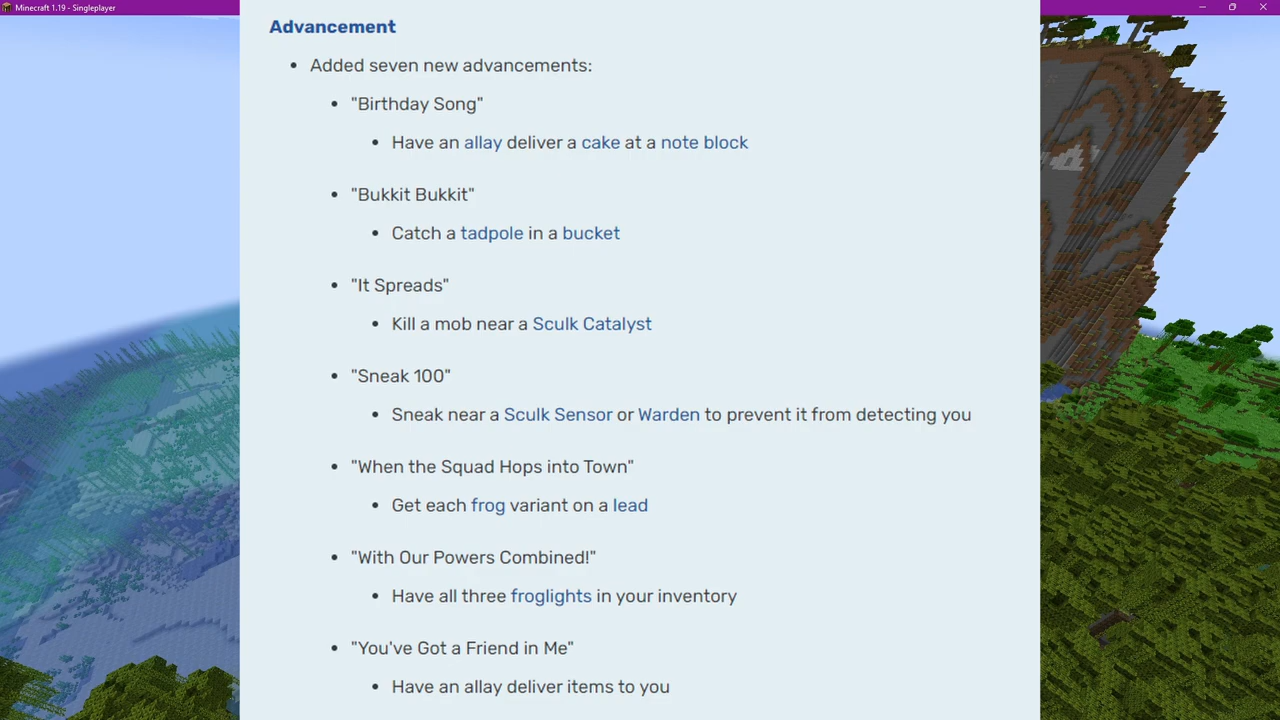 Minecraft 1.19 - Singleplayer
Advancement
• Added seven new advancements:
• "Birthday Song"
• Have an allay deliver a cake at a note block
• "Bukkit Bukkit"
• Catch a tadpole in a bucket
• "It Spreads"
• Kill a mob near a Sculk Catalyst
• "Sneak 100"
• Sneak near a Sculk Sensor or Warden to prevent it from detecting you
• "When the Squad Hops into Town"
• Get each frog variant on a lead
• "With Our Powers Combined!"
• Have all three froglights in your inventory
• "You've Got a Friend in Me"
• Have an allay deliver items to you